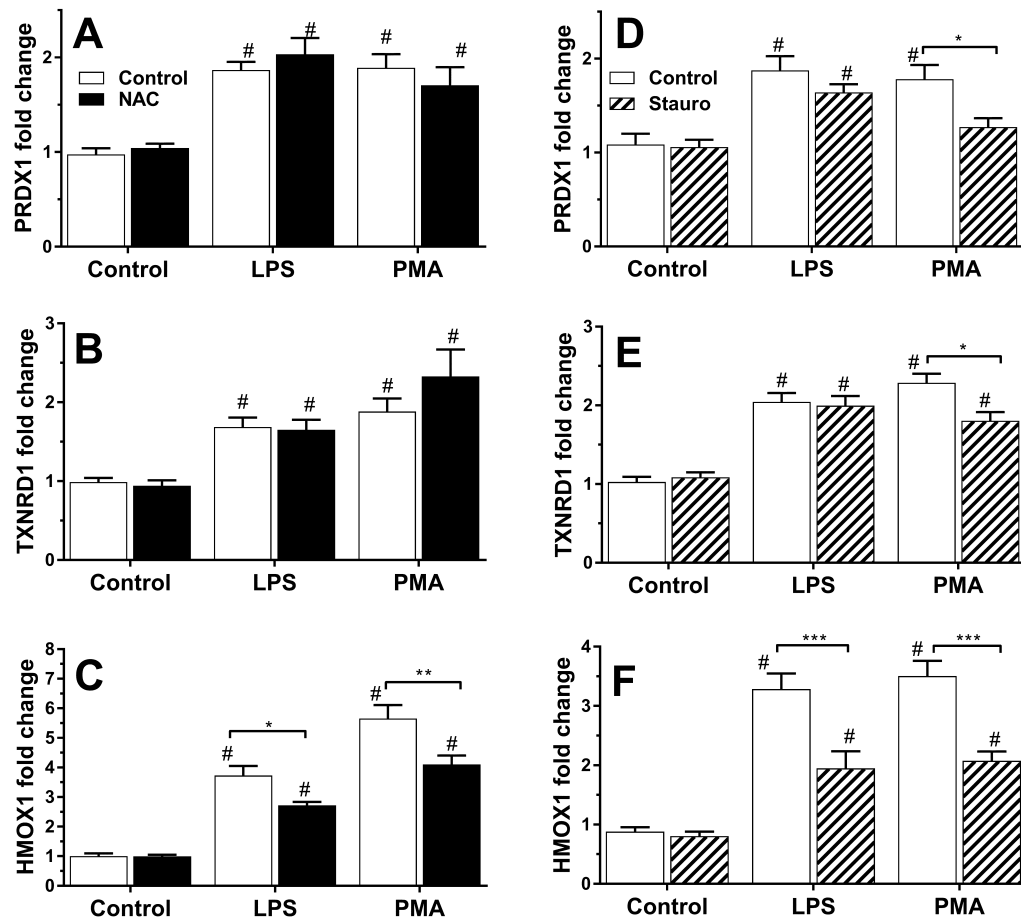 A
PRDX1 fold change
2
1
0
Control
NAC
# # # #
Control LPS PMA
D
PRDX1 fold change
2
1
0
Control
Stauro
# # # *
Control LPS PMA
B
TXNRD1 fold change
3
2
1
0
# # # #
Control LPS PMA
E
TXNRD1 fold change
3
2
1
0
# # # * #
Control LPS PMA
C
HMOX1 fold change
8
7
6
5
4
3
2
1
0
# * # # ** #
Control LPS PMA
F
HMOX1 fold change
4
3
2
1
0
# *** # # *** #
Control LPS PMA